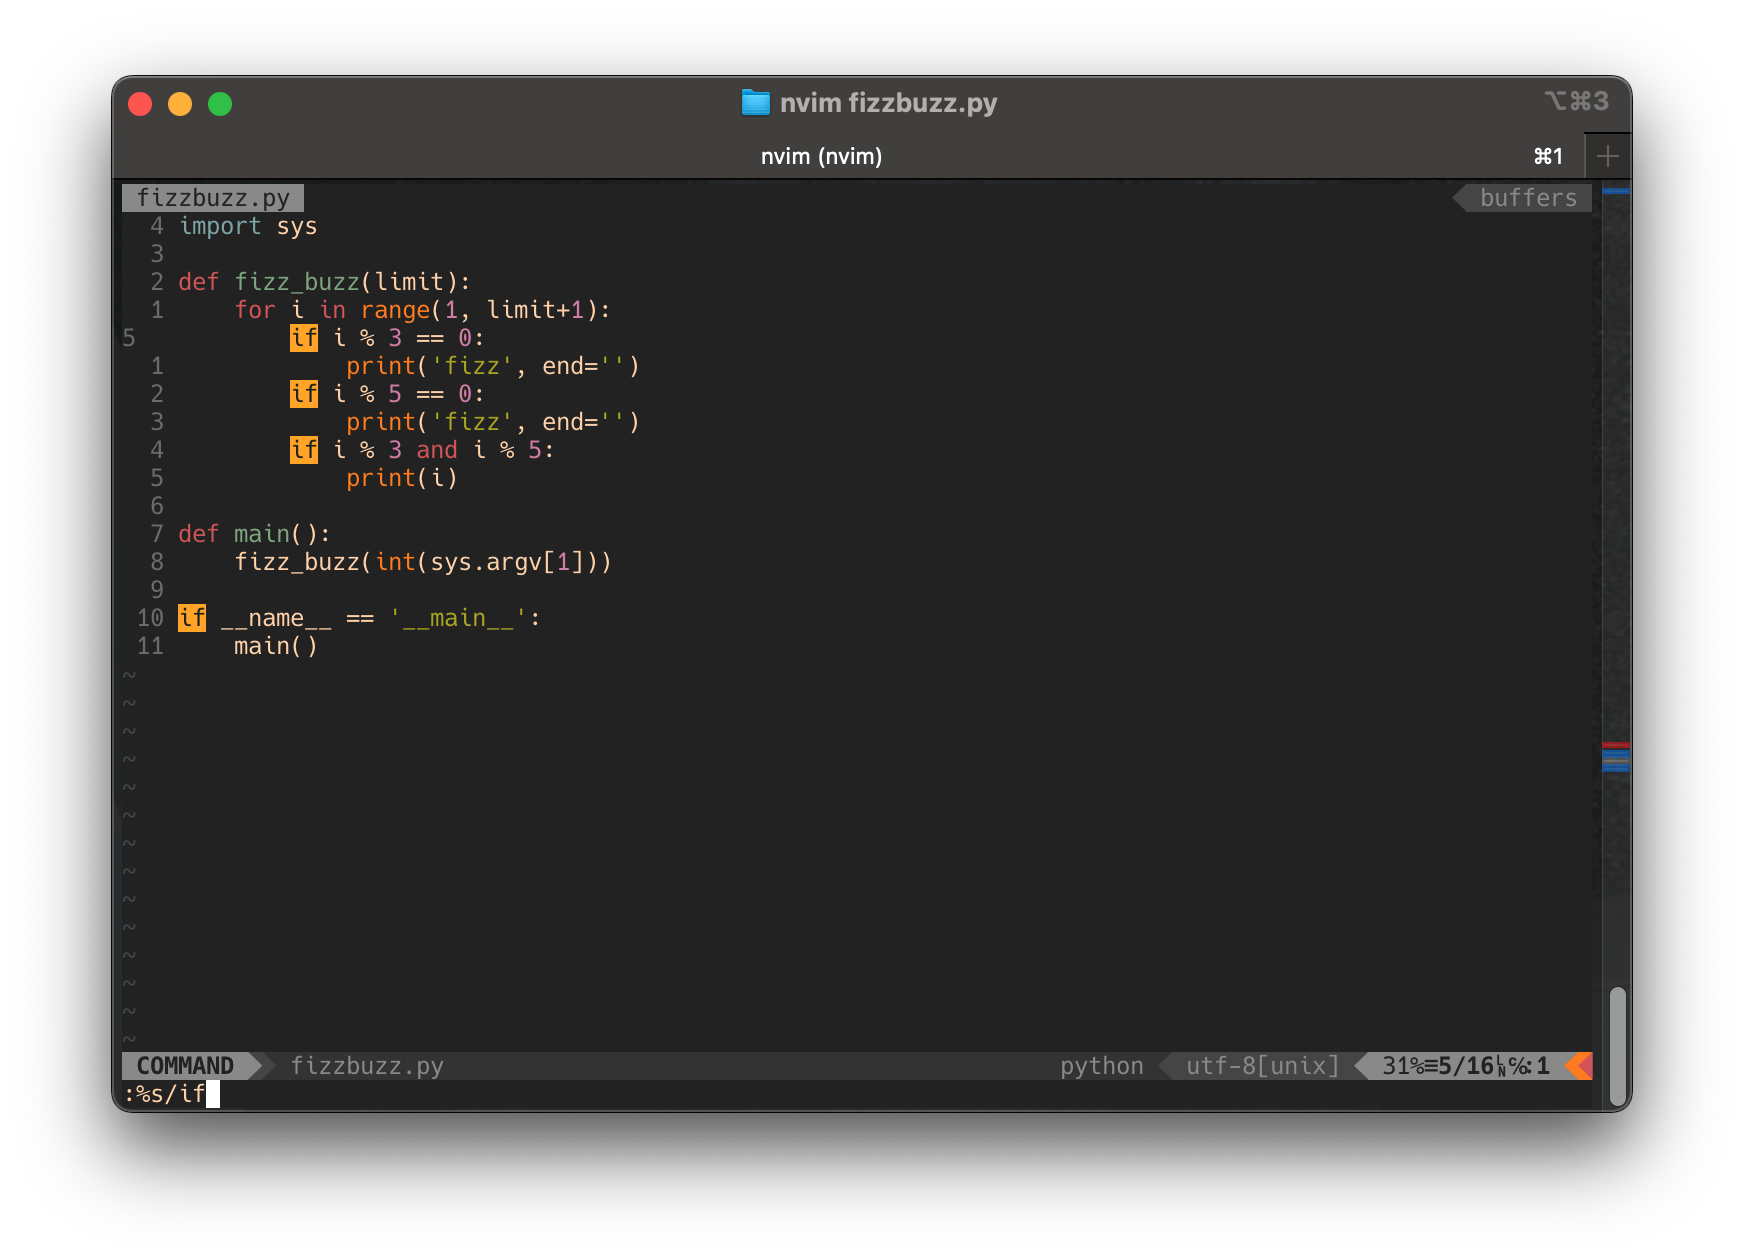 nvim fizzbuzz.py ⌥⌘3
nvim (nvim) ⌘1
fizzbuzz.py buffers
4 import sys
3
2 def fizz_buzz(limit):
1     for i in range(1, limit+1):
5         if i % 3 == 0:
1             print('fizz', end='')
2         if i % 5 == 0:
3             print('fizz', end='')
4         if i % 3 and i % 5:
5             print(i)
6
7 def main():
8     fizz_buzz(int(sys.argv[1]))
9
10 if __name__ == '__main__':
11     main()
~
~
~
~
~
~
~
~
~
~
~
~
~
~
COMMAND fizzbuzz.py python utf-8[unix] 31%≡5/16␤℅:1
:%s/if